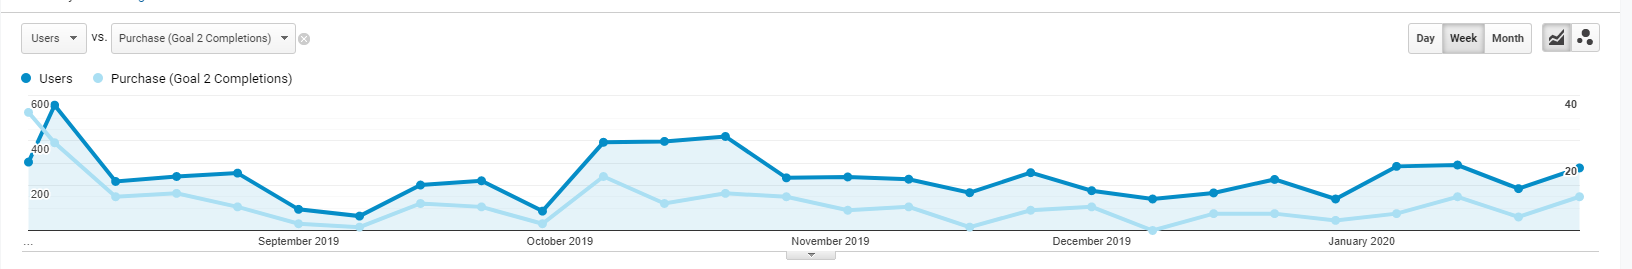 Users vs. Purchase (Goal 2 Completions) Day Week Month
Users Purchase (Goal 2 Completions)
600 40
400
20
200
... September 2019 October 2019 November 2019 December 2019 January 2020